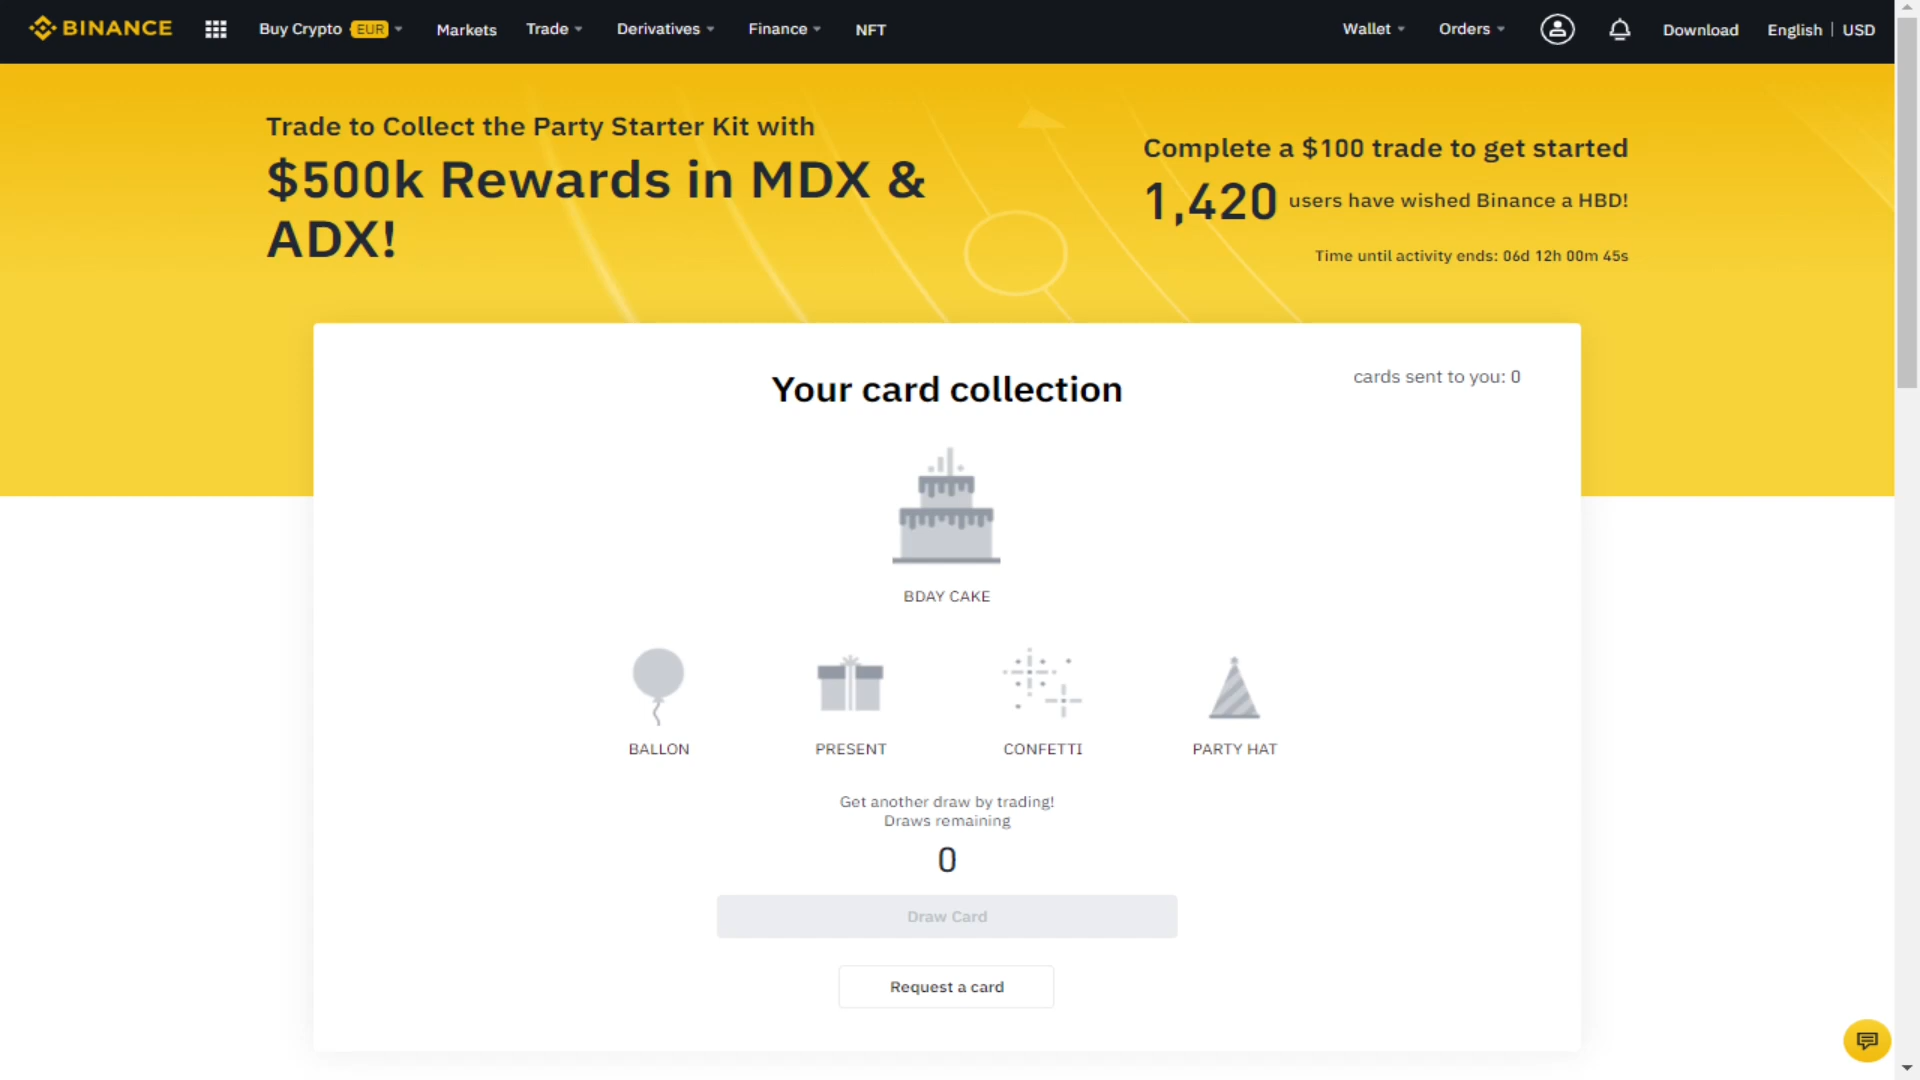 BINANCE
Buy Crypto EUR
Markets
Trade
Derivatives
Finance
NFT
Wallet
Orders
Download
English | USD
Trade to Collect the Party Starter Kit with
$500k Rewards in MDX &
ADX!
Complete a $100 trade to get started
1,420 users have wished Binance a HBD!
Time until activity ends: 06d 12h 00m 45s
Your card collection
cards sent to you: 0
BDAY CAKE
BALLON
PRESENT
CONFETTI
PARTY HAT
Get another draw by trading!
Draws remaining
0
Draw Card
Request a card